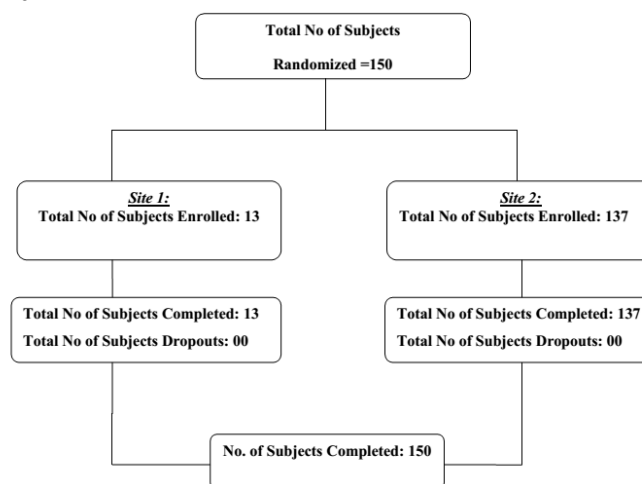 Total No of Subjects
Randomized =150
Site 1:
Total No of Subjects Enrolled: 13
Site 2:
Total No of Subjects Enrolled: 137
Total No of Subjects Completed: 13
Total No of Subjects Dropouts: 00
Total No of Subjects Completed: 137
Total No of Subjects Dropouts: 00
No. of Subjects Completed: 150